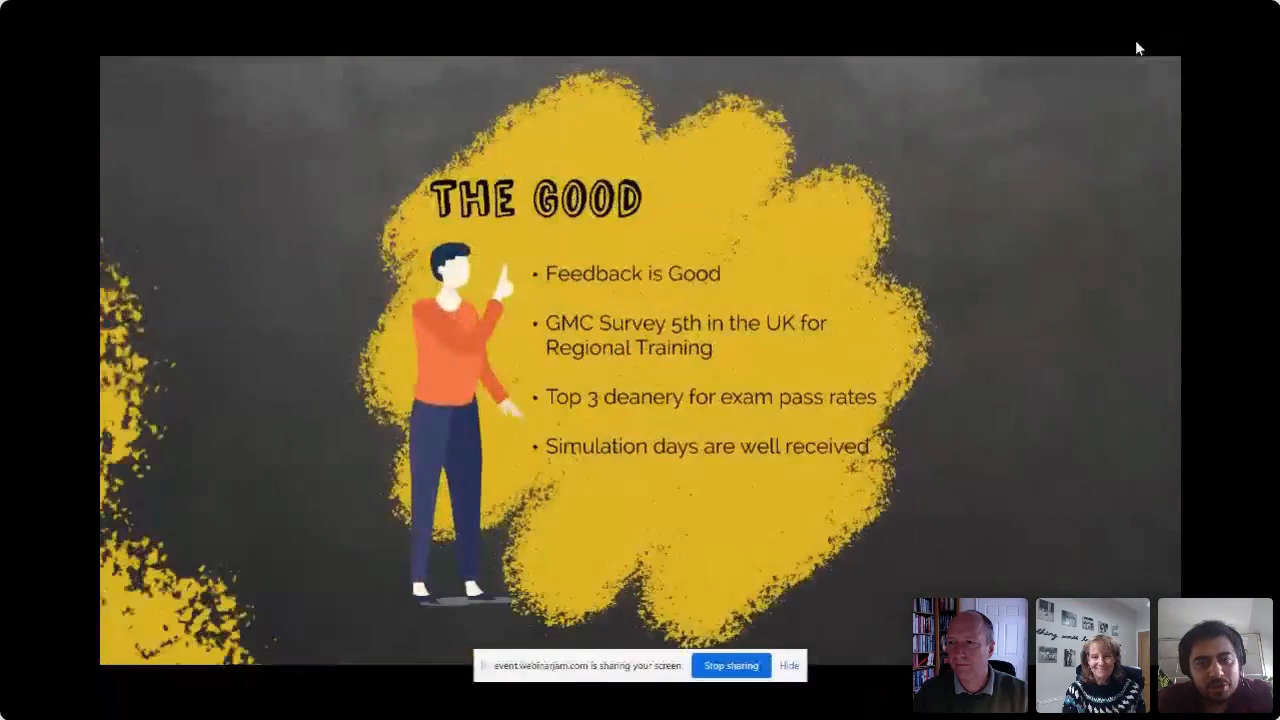 THE GOOD
• Feedback is Good
• GMC Survey 5th in the UK for
Regional Training
• Top 3 deanery for exam pass rates
• Simulation days are well received
event.webinarjam.com is sharing your screen. Stop sharing Hide